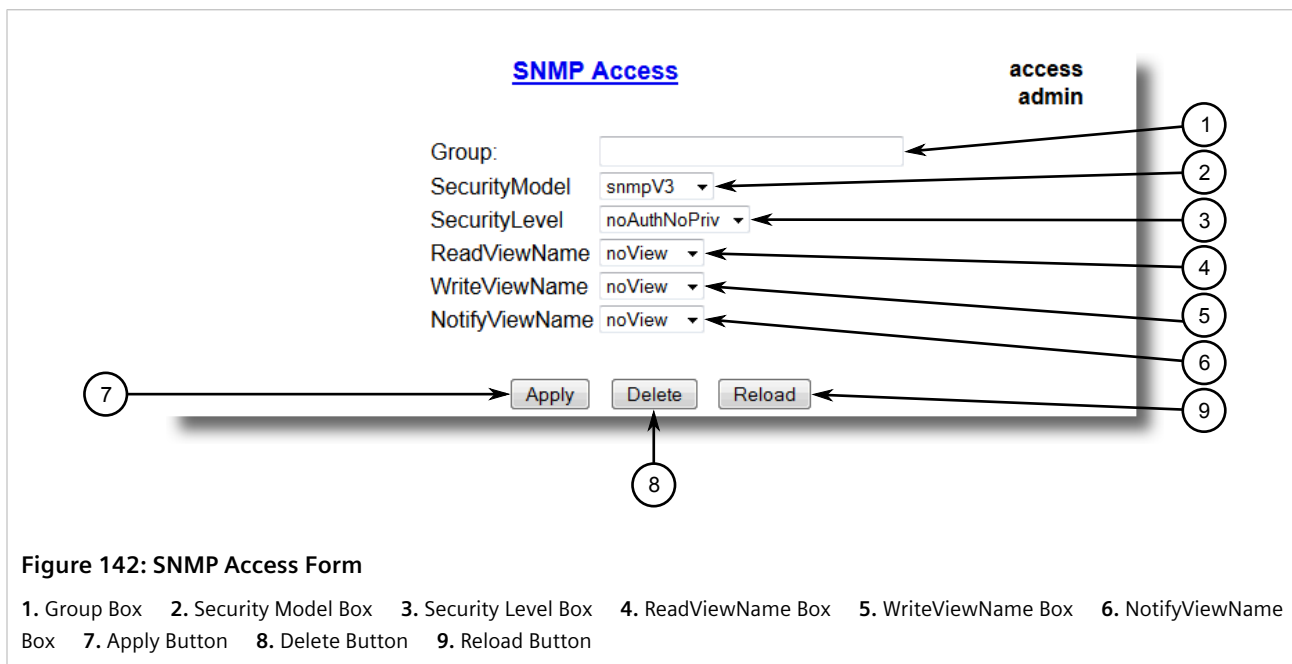 SNMP Access
access
admin
1
Group:
2
SecurityModel snmpV3
3
SecurityLevel noAuthNoPriv
4
ReadViewName noView
5
WriteViewName noView
6
NotifyViewName noView
7
Apply Delete Reload
9
8
Figure 142: SNMP Access Form
1. Group Box 2. Security Model Box 3. Security Level Box 4. ReadViewName Box 5. WriteViewName Box 6. NotifyViewName
Box 7. Apply Button 8. Delete Button 9. Reload Button